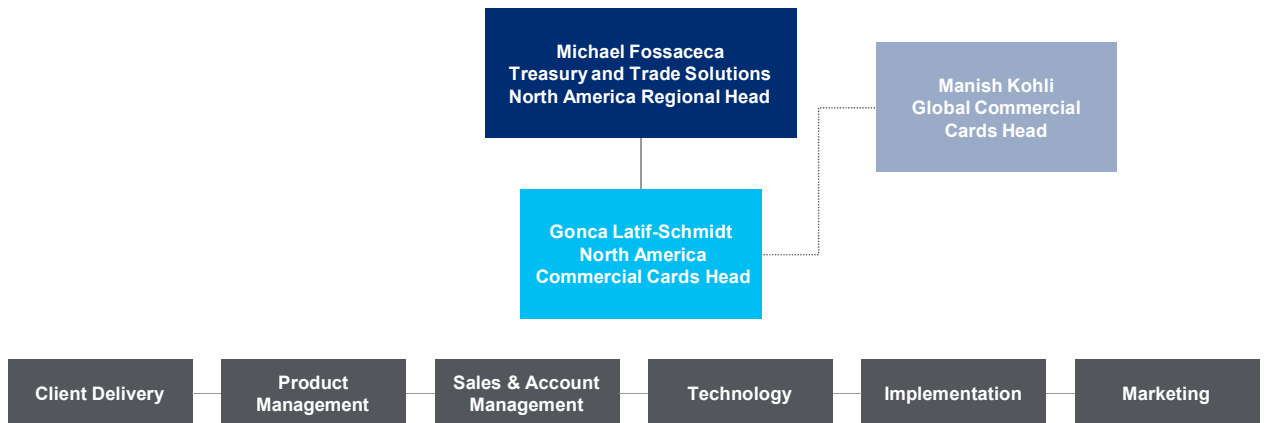 Michael Fossaceca
Treasury and Trade Solutions
North America Regional Head
Manish Kohli
Global Commercial
Cards Head
Gonca Latif-Schmidt
North America
Commercial Cards Head
Client Delivery
Product
Management
Sales & Account
Management
Technology
Implementation
Marketing